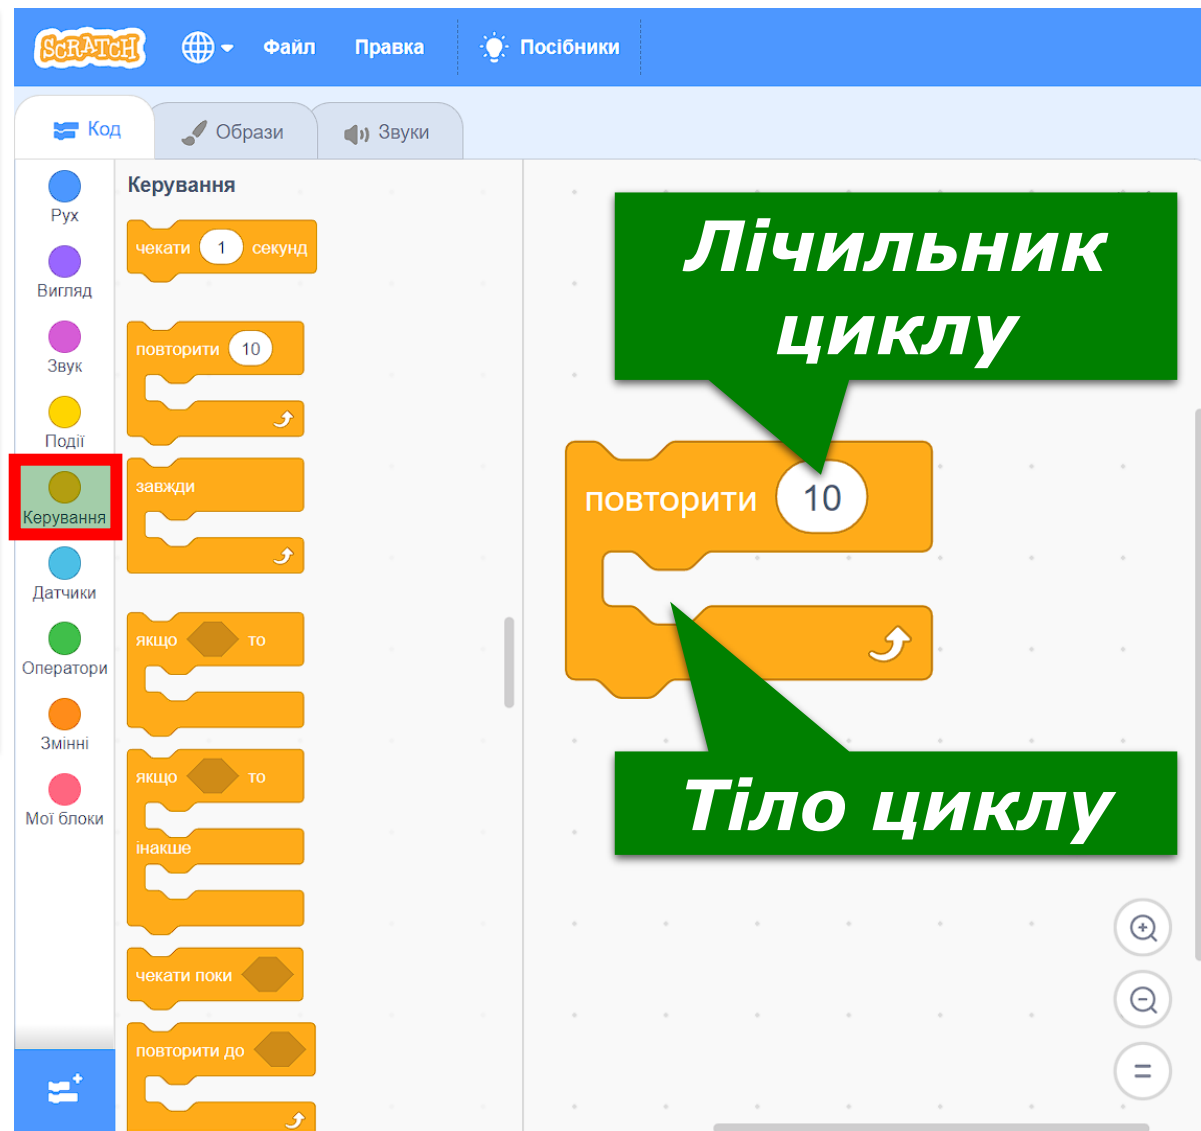 SCRATCH Файл Правка Посібники
Код Образи Звуки
Рух
Вигляд
Звук
Події
Керування
Датчики
Оператори
Змінні
Мої блоки
Керування
чекати 1 секунд
повторити 10
завжди
якщо то
якщо то
інакше
чекати поки
повторити до
Лічильник
циклу
повторити 10
Тіло циклу